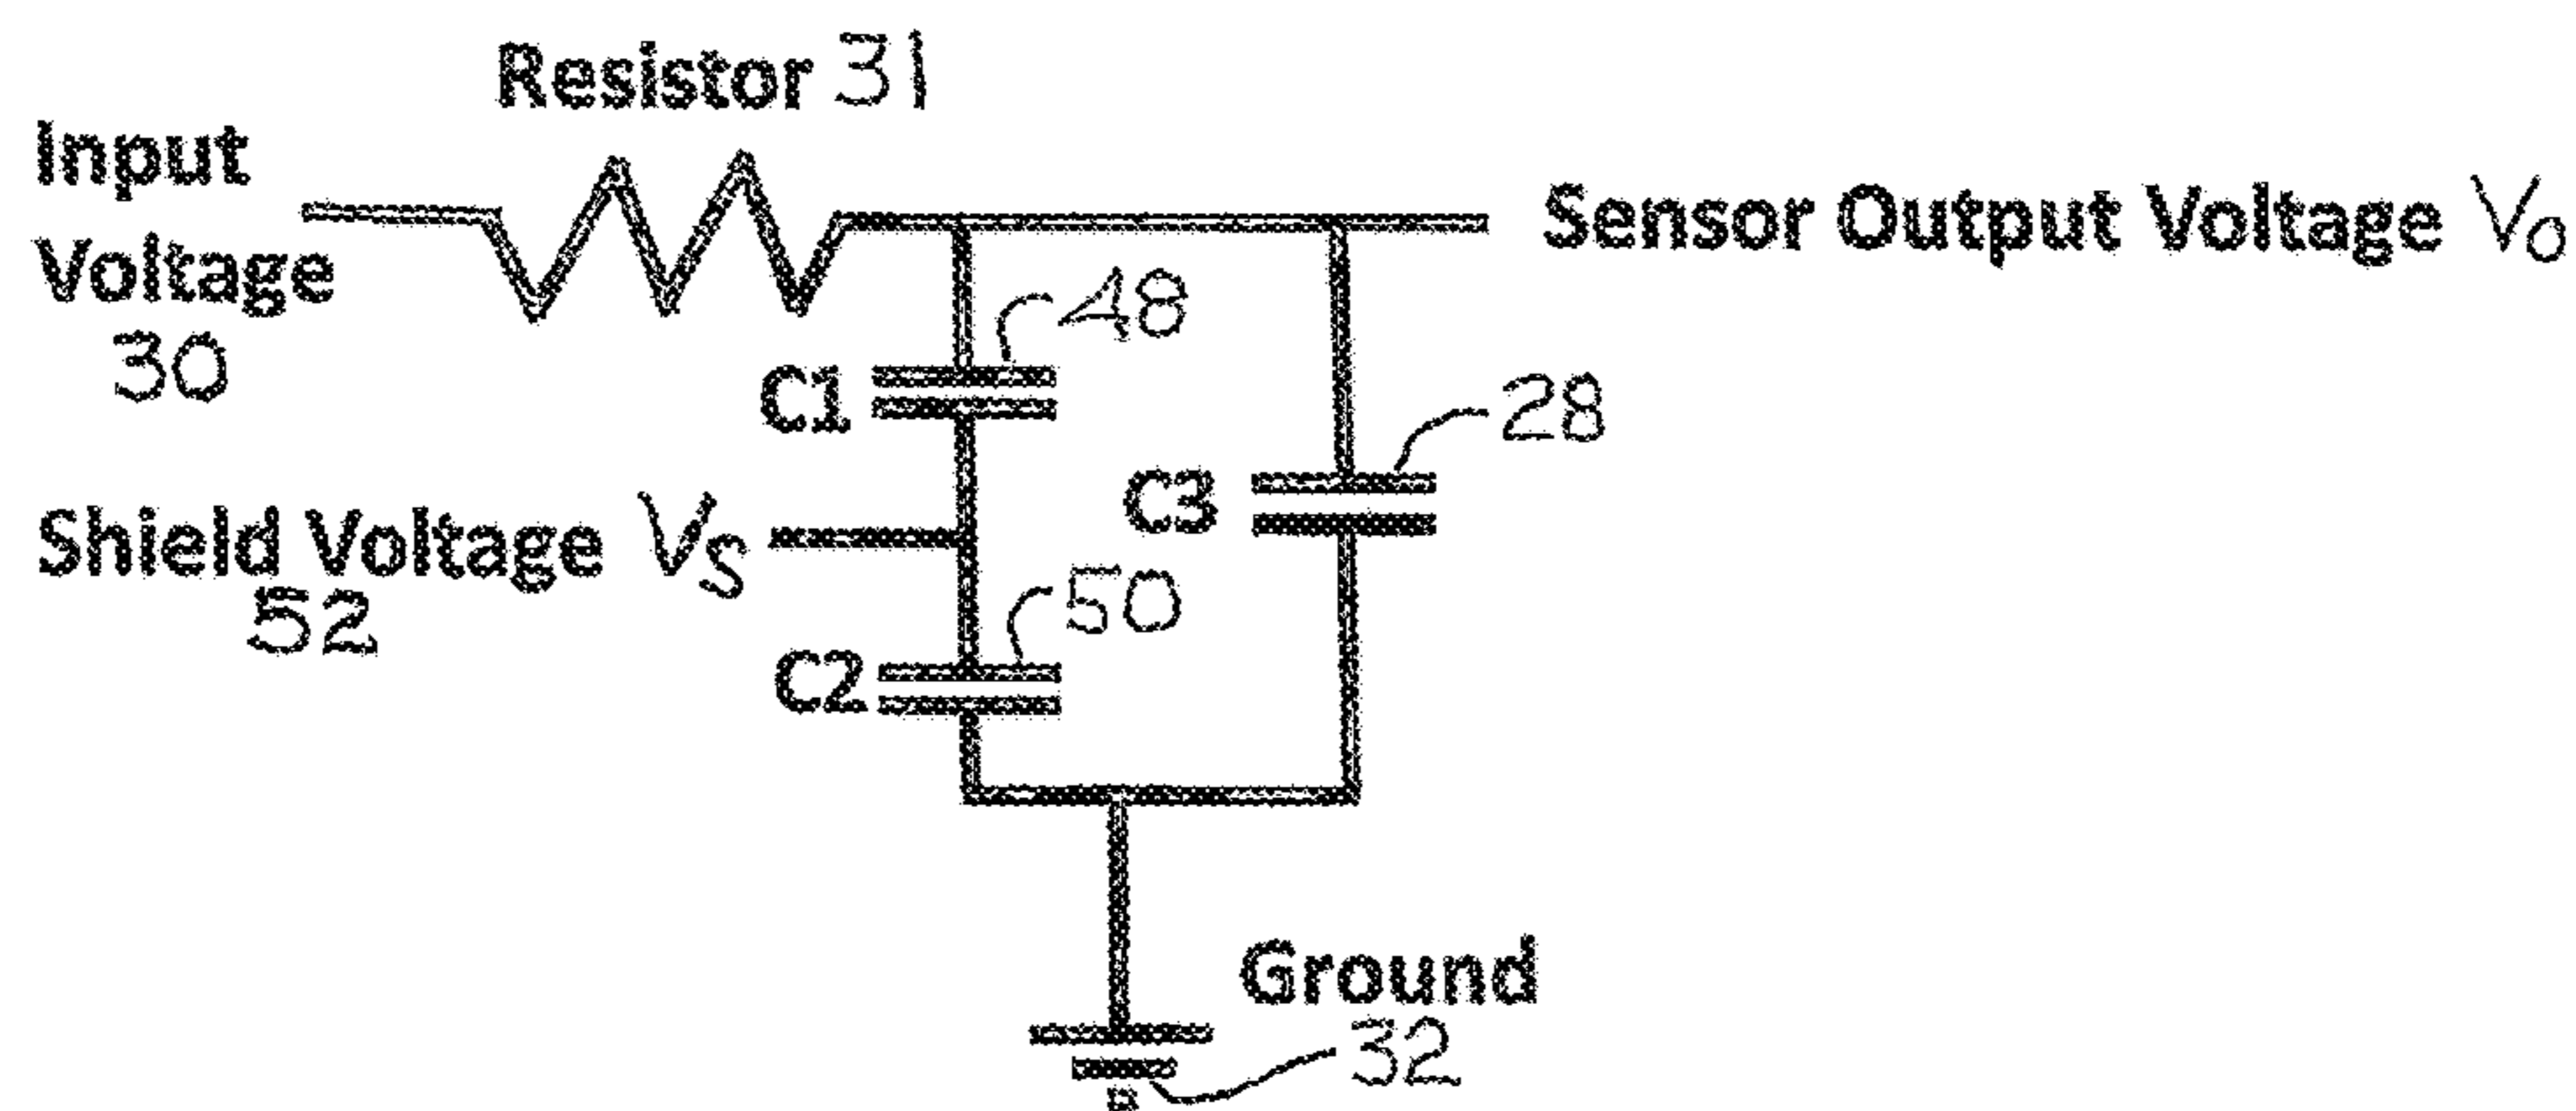 Resistor 31
Input
Voltage
30
Sensor Output Voltage Vo
48
C1
28
C3
Shield Voltage Vs
52
50
C2
Ground
32